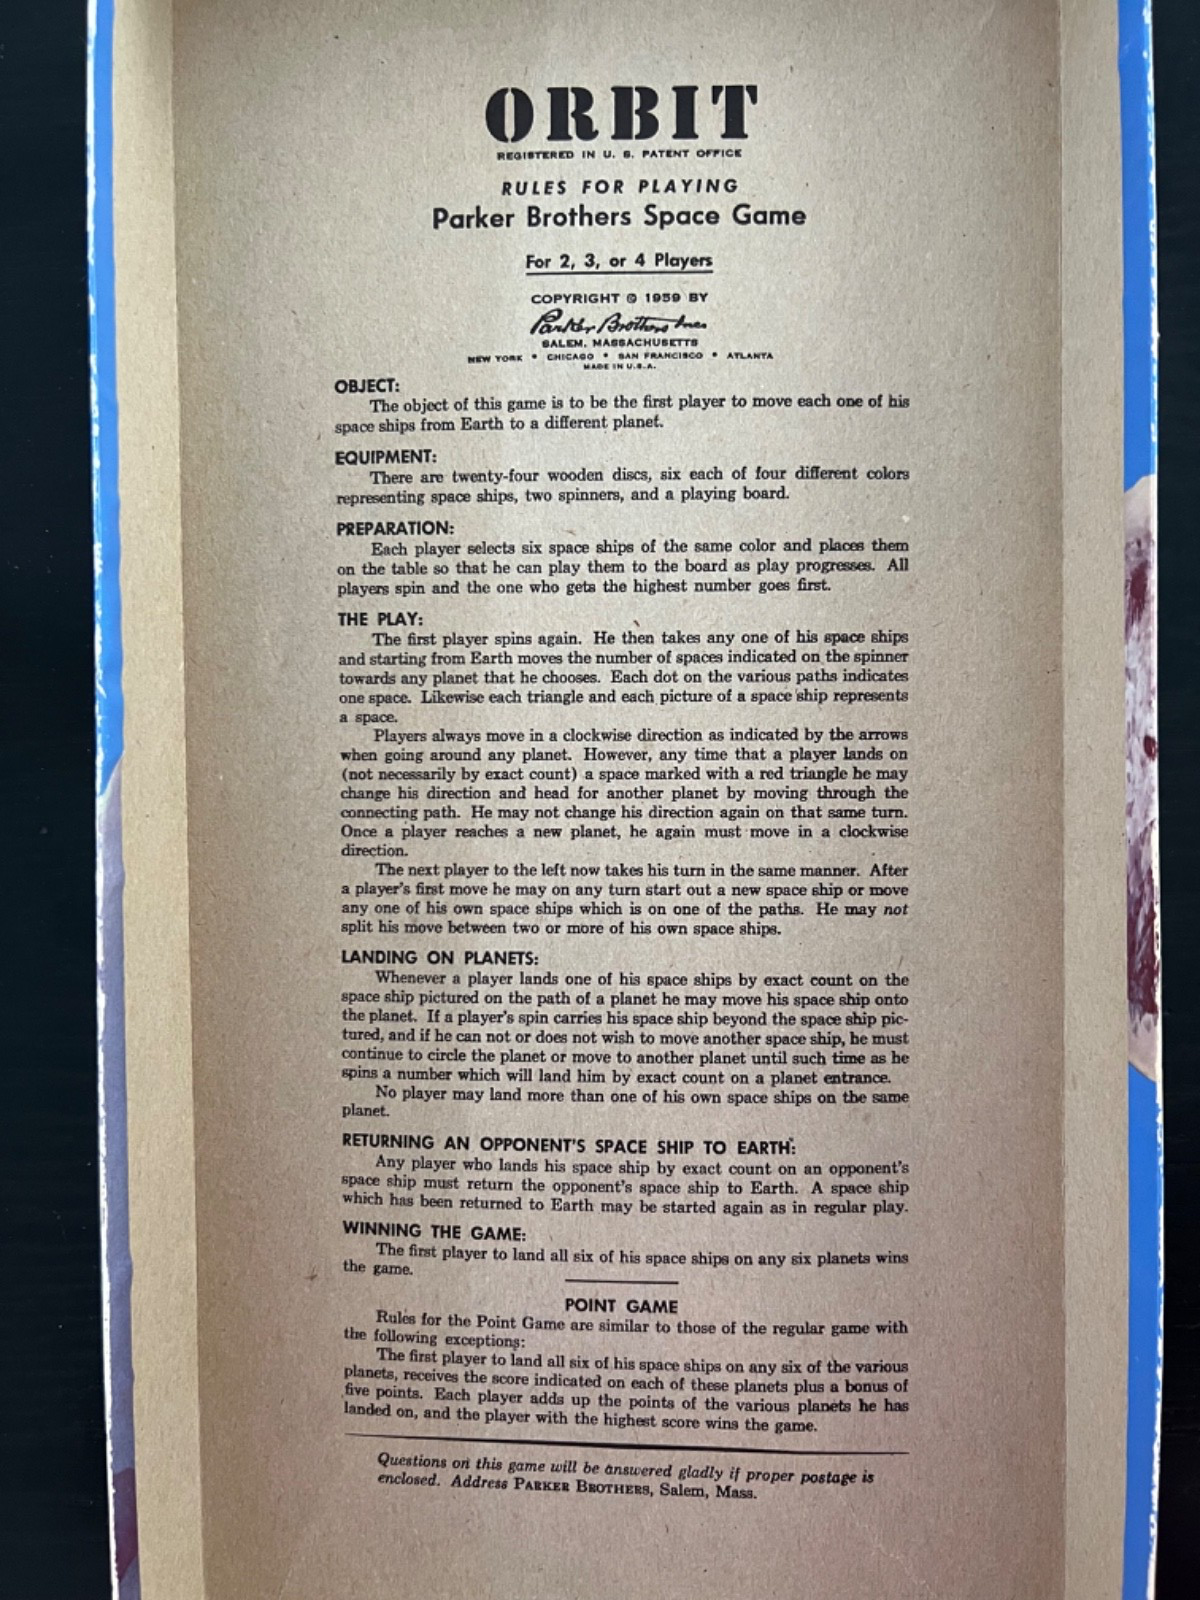 ORBIT
REGISTERED IN U. S. PATENT OFFICE
RULES FOR PLAYING
Parker Brothers Space Game
For 2, 3, or 4 Players
COPYRIGHT © 1959 BY
Parker Brothers Inc
SALEM, MASSACHUSETTS
NEW YORK • CHICAGO • SAN FRANCISCO • ATLANTA
MADE IN U.S.A.
OBJECT:
The object of this game is to be the first player to move each one of his
space ships from Earth to a different planet.
EQUIPMENT:
There are twenty-four wooden discs, six each of four different colors
representing space ships, two spinners, and a playing board.
PREPARATION:
Each player selects six space ships of the same color and places them
on the table so that he can play them to the board as play progresses. All
players spin and the one who gets the highest number goes first.
THE PLAY:
The first player spins again. He then takes any one of his space ships
and starting from Earth moves the number of spaces indicated on the spinner
towards any planet that he chooses. Each dot on the various paths indicates
one space. Likewise each triangle and each picture of a space ship represents
a space.
Players always move in a clockwise direction as indicated by the arrows
when going around any planet. However, any time that a player lands on
(not necessarily by exact count) a space marked with a red triangle he may
change his direction and head for another planet by moving through the
connecting path. He may not change his direction again on that same turn.
Once a player reaches a new planet, he again must move in a clockwise
direction.
The next player to the left now takes his turn in the same manner. After
a player's first move he may on any turn start out a new space ship or move
any one of his own space ships which is on one of the paths. He may not
split his move between two or more of his own space ships.
LANDING ON PLANETS:
Whenever a player lands one of his space ships by exact count on the
space ship pictured on the path of a planet he may move his space ship onto
the planet. If a player's spin carries his space ship beyond the space ship pic-
tured, and if he can not or does not wish to move another space ship, he must
continue to circle the planet or move to another planet until such time as he
spins a number which will land him by exact count on a planet entrance.
No player may land more than one of his own space ships on the same
planet.
RETURNING AN OPPONENT'S SPACE SHIP TO EARTH:
Any player who lands his space ship by exact count on an opponent's
space ship must return the opponent's space ship to Earth. A space ship
which has been returned to Earth may be started again as in regular play.
WINNING THE GAME:
The first player to land all six of his space ships on any six planets wins
the game.
POINT GAME
Rules for the Point Game are similar to those of the regular game with
the following exceptions:
The first player to land all six of his space ships on any six of the various
planets, receives the score indicated on each of these planets plus a bonus of
five points. Each player adds up the points of the various planets he has
landed on, and the player with the highest score wins the game.
Questions on this game will be answered gladly if proper postage is
enclosed. Address PARKER BROTHERS, Salem, Mass.